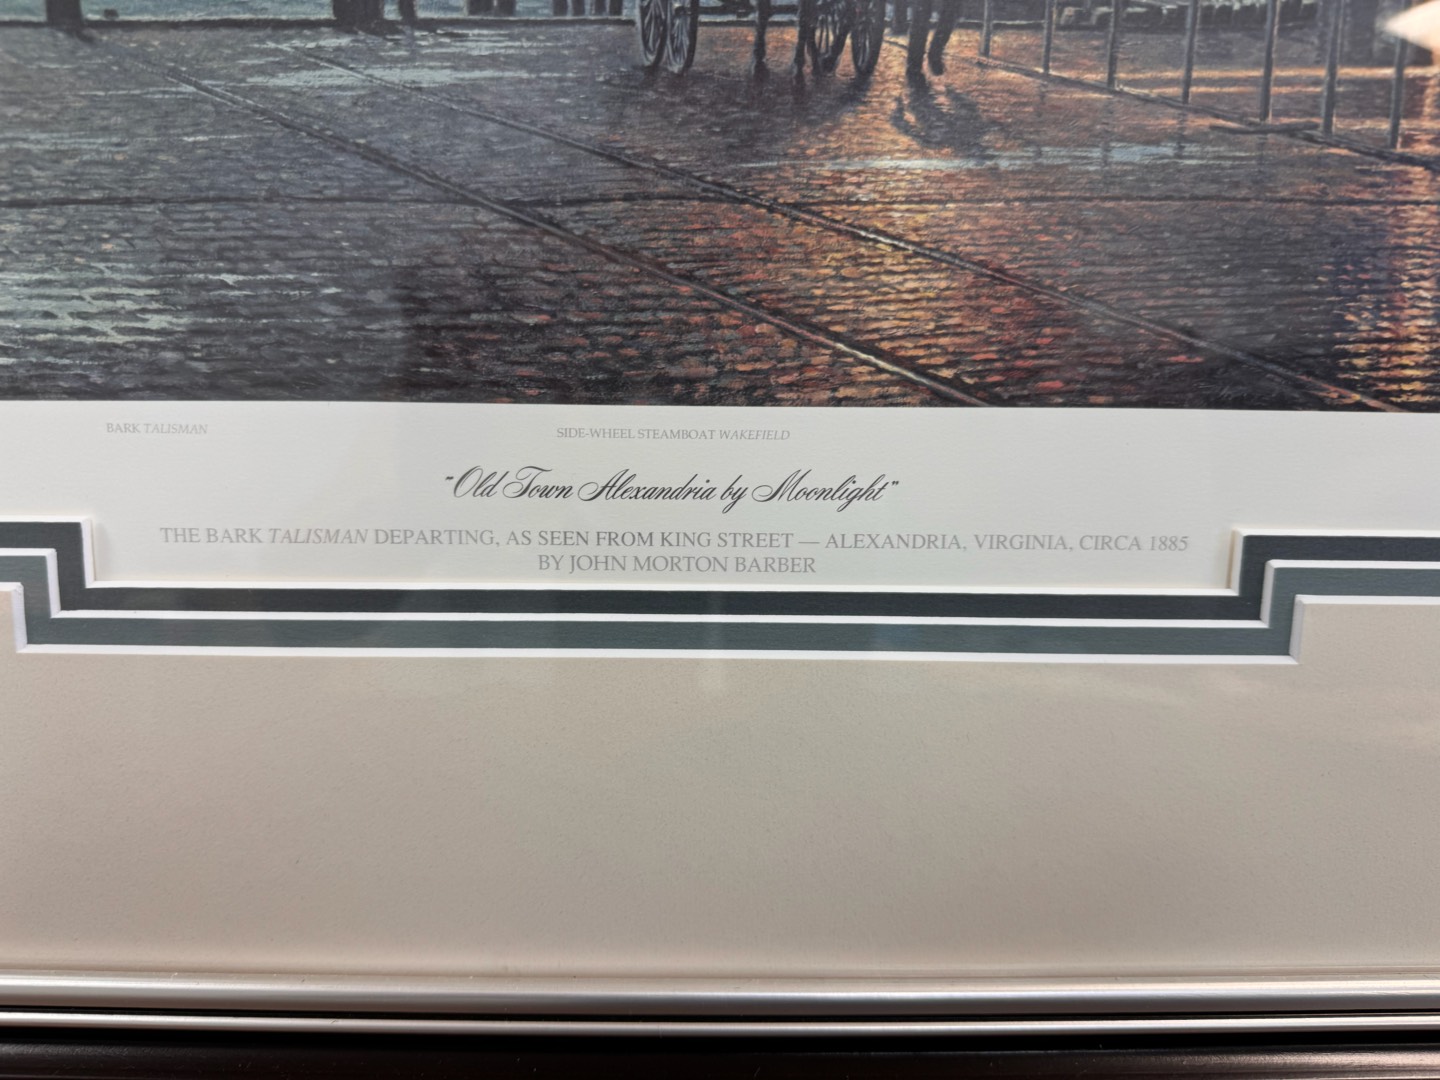 BARK TALISMAN
SIDE-WHEEL STEAMBOAT WAKEFIELD
"Old Town Alexandria by Moonlight"
THE BARK TALISMAN DEPARTING, AS SEEN FROM KING STREET — ALEXANDRIA, VIRGINIA, CIRCA 1885
BY JOHN MORTON BARBER